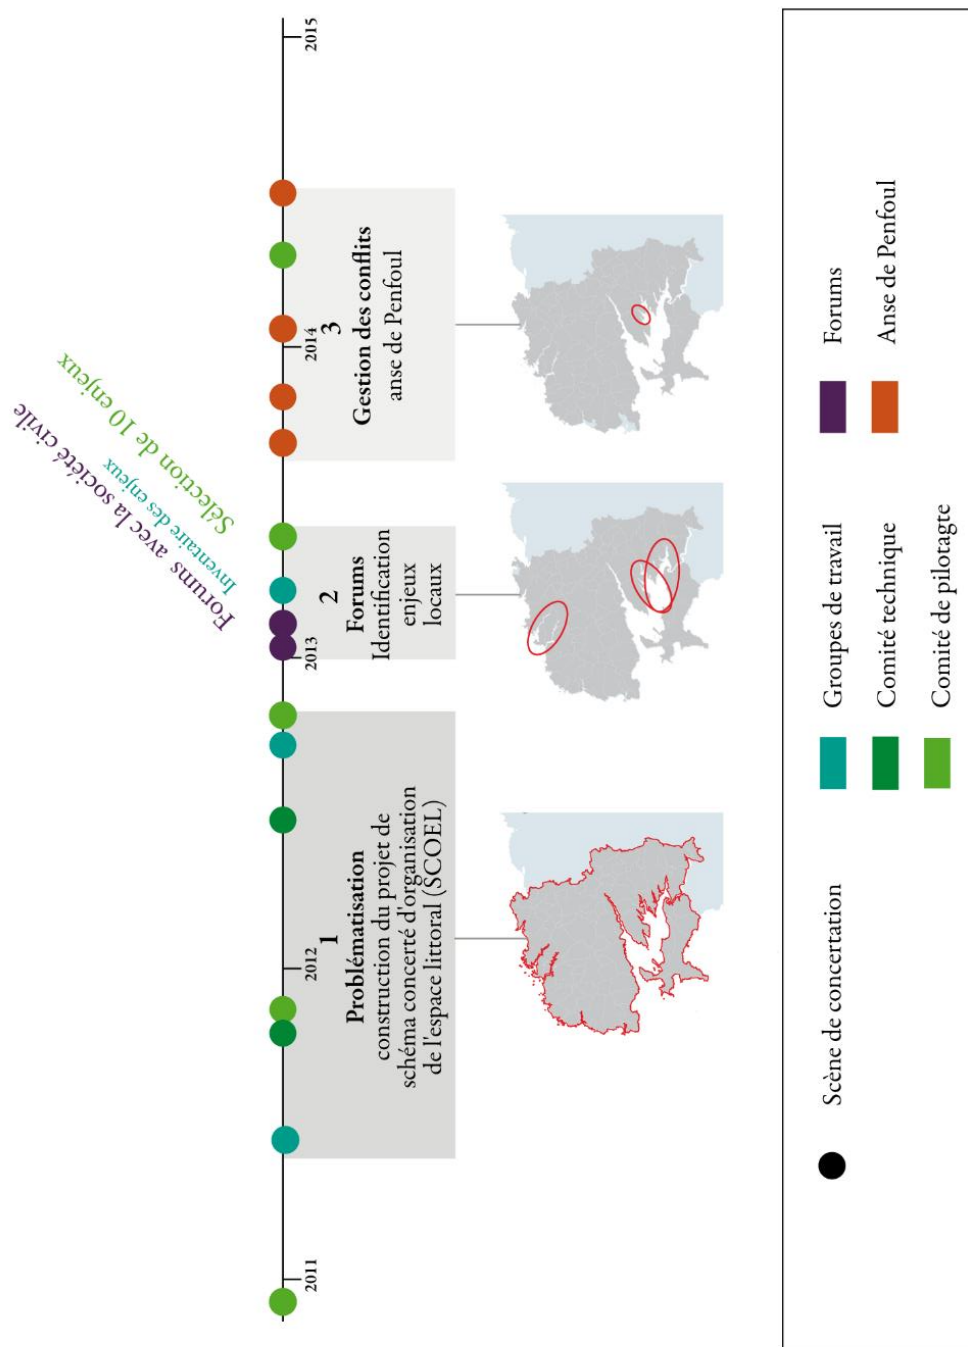 Forums avec la société civile
Inventaire des enjeux
Sélection de 10 enjeux
2011
2012
2013
2014
2015
1
Problématisation
construction du projet de
schéma concerté d'organisation
de l'espace littoral (SCOEL)
2
Forums
Identification
enjeux
locaux
3
Gestion des conflits
anse de Penfoul
Scène de concertation
Groupes de travail
Comité technique
Comité de pilotagte
Forums
Anse de Penfoul